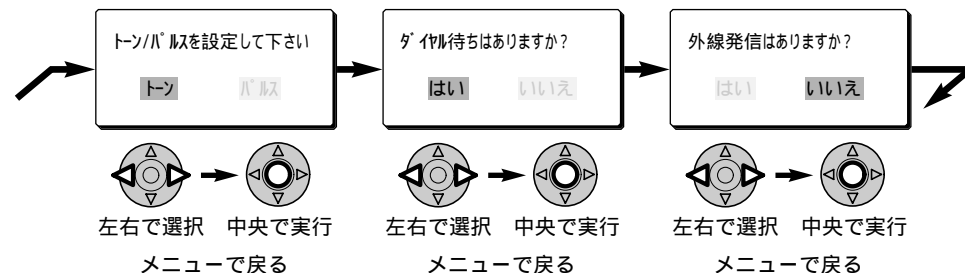 トーン/パルスを設定して下さい
トーン パルス
左右で選択 中央で実行
メニューで戻る
ダイヤル待ちはありますか?
はい いいえ
左右で選択 中央で実行
メニューで戻る
外線発信はありますか?
はい いいえ
左右で選択 中央で実行
メニューで戻る